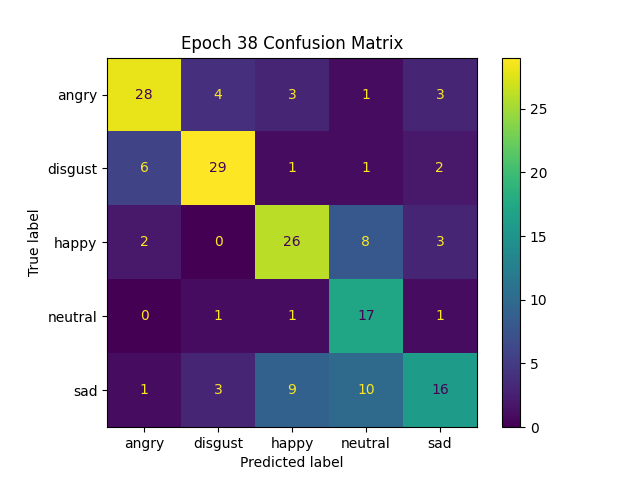 Epoch 38 Confusion Matrix
angry 28 4 3 1 3
disgust 6 29 1 1 2
happy 2 0 26 8 3
neutral 0 1 1 17 1
sad 1 3 9 10 16
angry disgust happy neutral sad
Predicted label
True label
25
20
15
10
5
0